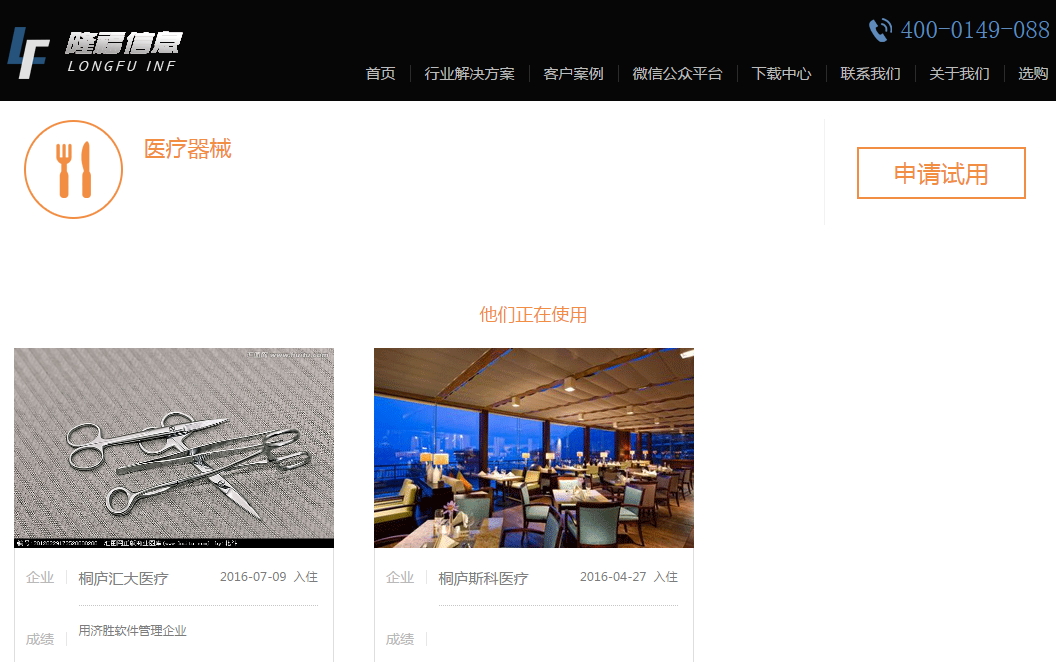 隆福信息
LONGFU INF
400-0149-088
首页 行业解决方案 客户案例 微信公众平台 下载中心 联系我们 关于我们 选购
医疗器械
申请试用
他们正在使用
企业 桐庐汇大医疗 2016-07-09 入住
成绩 用济胜软件管理企业
企业 桐庐斯科医疗 2016-04-27 入住
成绩